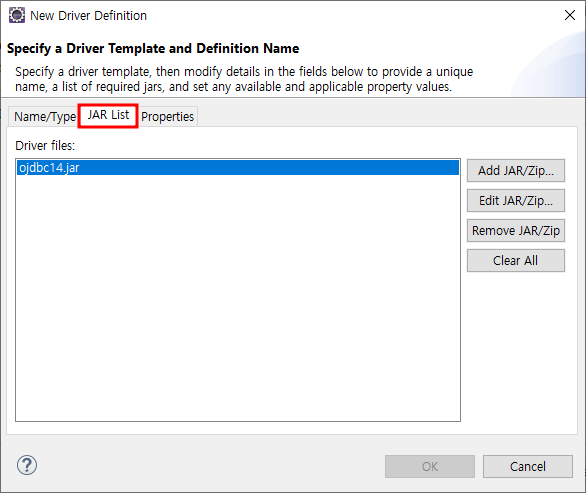 New Driver Definition
Specify a Driver Template and Definition Name
Specify a driver template, then modify details in the fields below to provide a unique
name, a list of required jars, and set any available and applicable property values.
Name/Type JAR List Properties
Driver files:
ojdbc14.jar
Add JAR/Zip...
Edit JAR/Zip...
Remove JAR/Zip
Clear All
?
OK Cancel